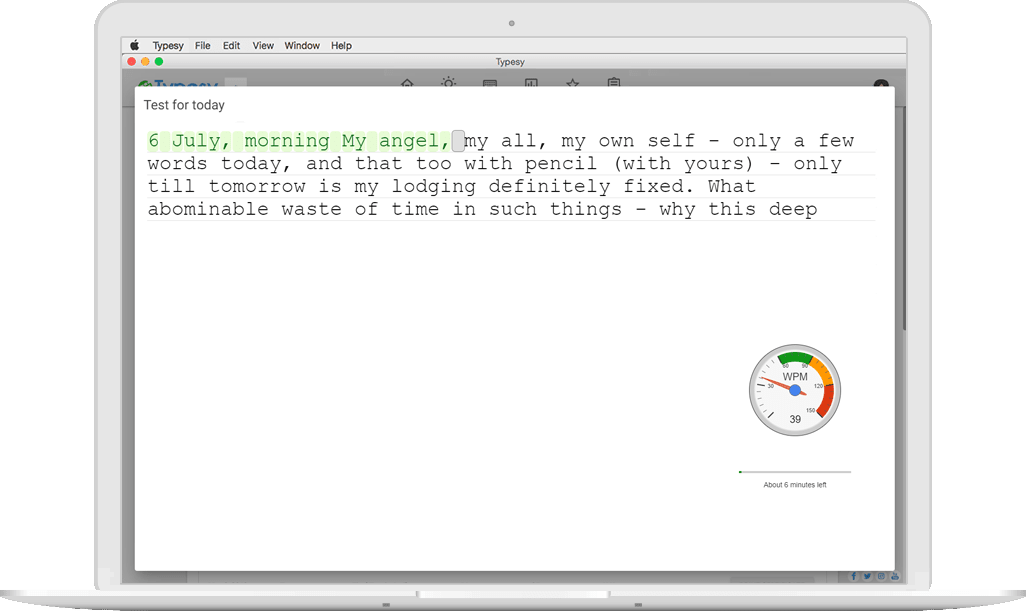 Typesy File Edit View Window Help
Typesy
Typesy
Test for today
6 July, morning My angel, my all, my own self - only a few
words today, and that too with pencil (with yours) - only
till tomorrow is my lodging definitely fixed. What
abominable waste of time in such things - why this deep
60 90
WPM
30 120
150
39
About 6 minutes left